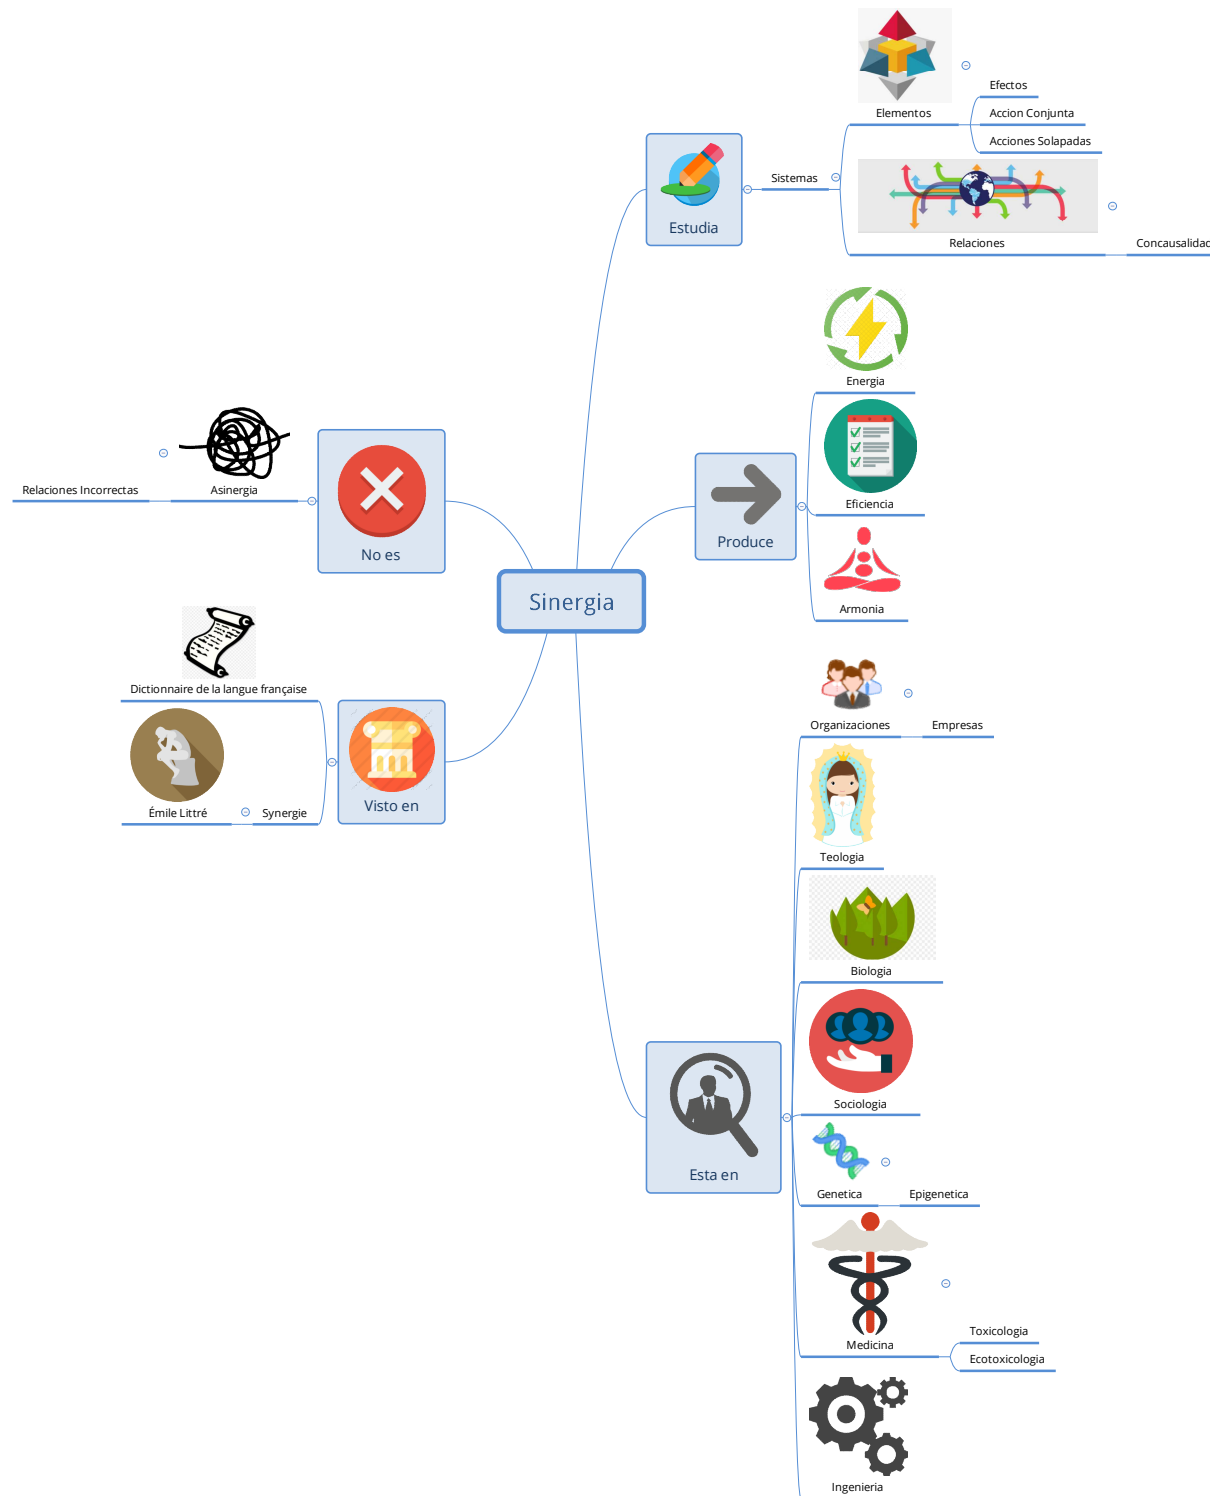 Sinergia
Estudia
Sistemas
Elementos
Efectos
Accion Conjunta
Acciones Solapadas
Relaciones
Concausalidad
Produce
Energia
Eficiencia
Armonia
Esta en
Organizaciones
Empresas
Teologia
Biologia
Sociologia
Genetica
Epigenetica
Medicina
Toxicologia
Ecotoxicologia
Ingenieria
No es
Asinergia
Relaciones Incorrectas
Visto en
Dictionnaire de la langue française
Synergie
Émile Littré